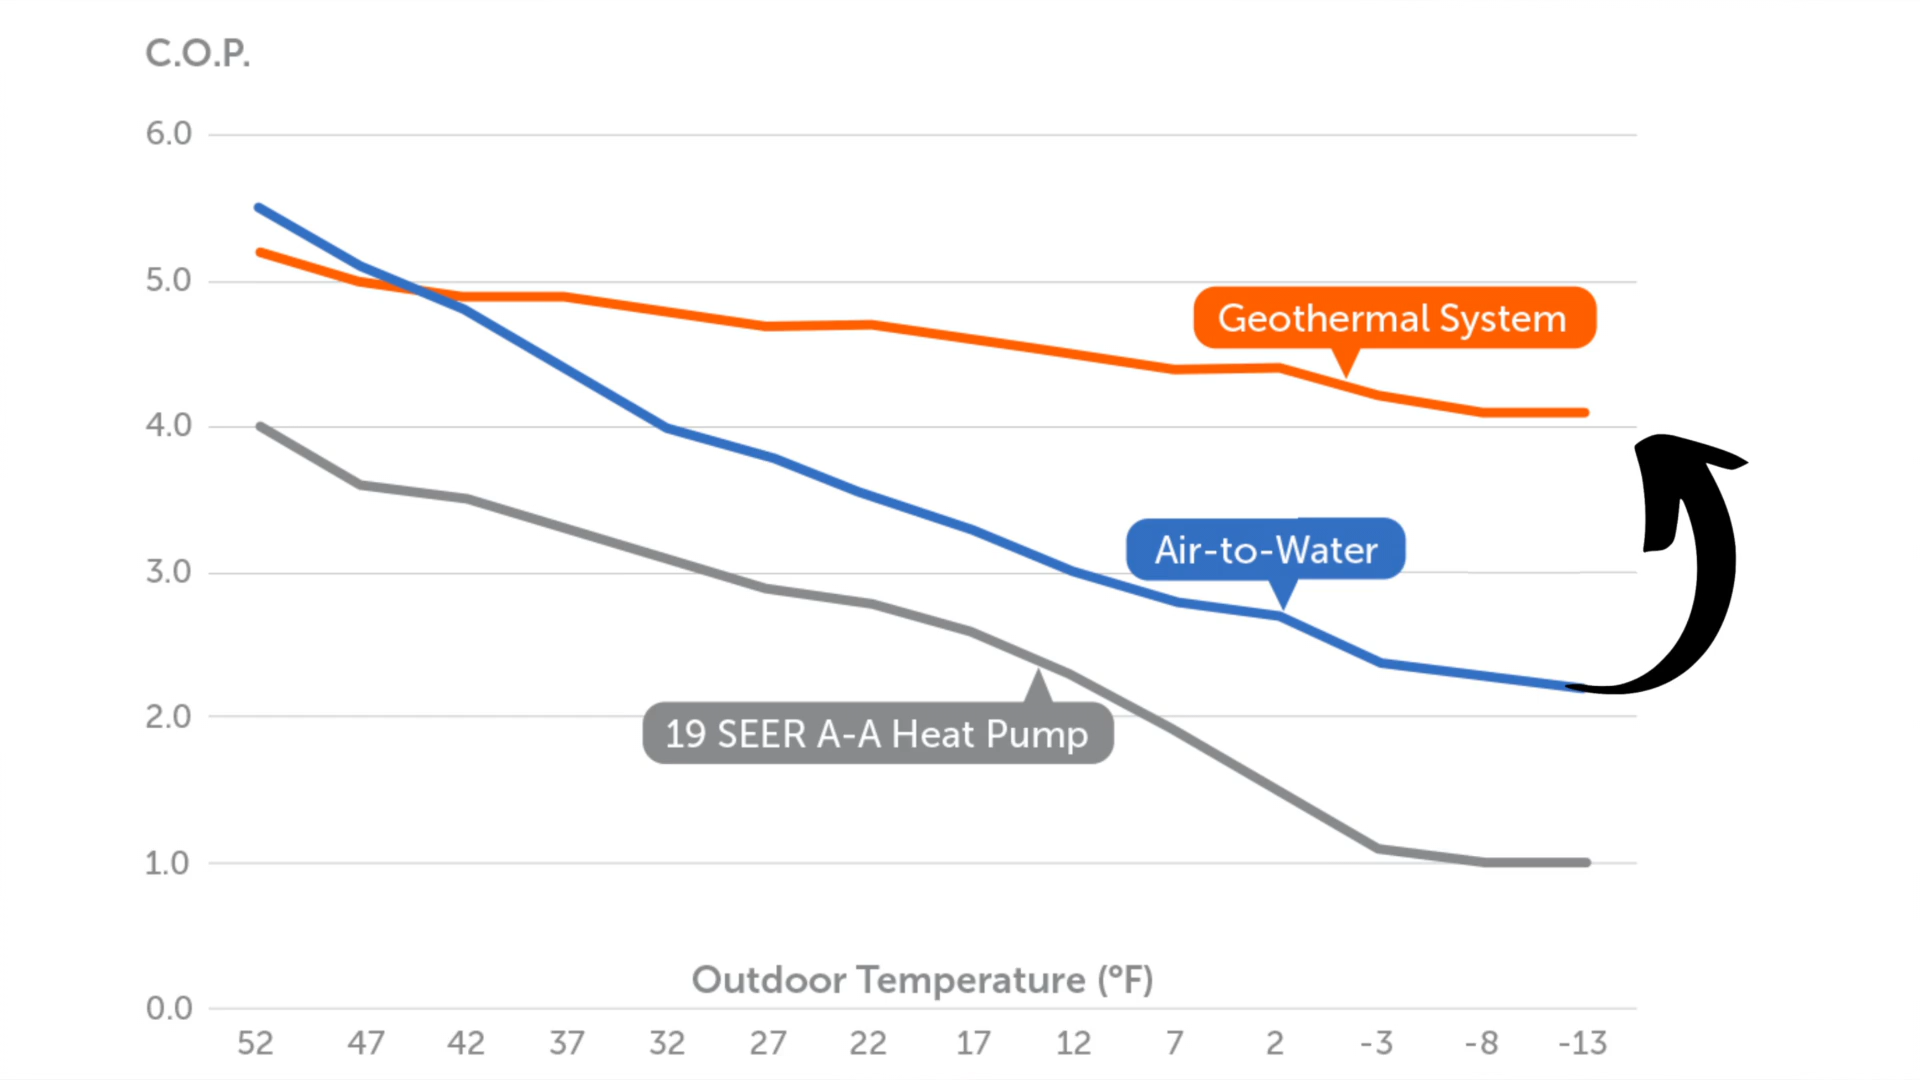 C.O.P.
6.0
5.0
Geothermal System
4.0
Air-to-Water
3.0
2.0
19 SEER A-A Heat Pump
1.0
Outdoor Temperature (°F)
0.0
52 47 42 37 32 27 22 17 12 7 2 -3 -8 -13